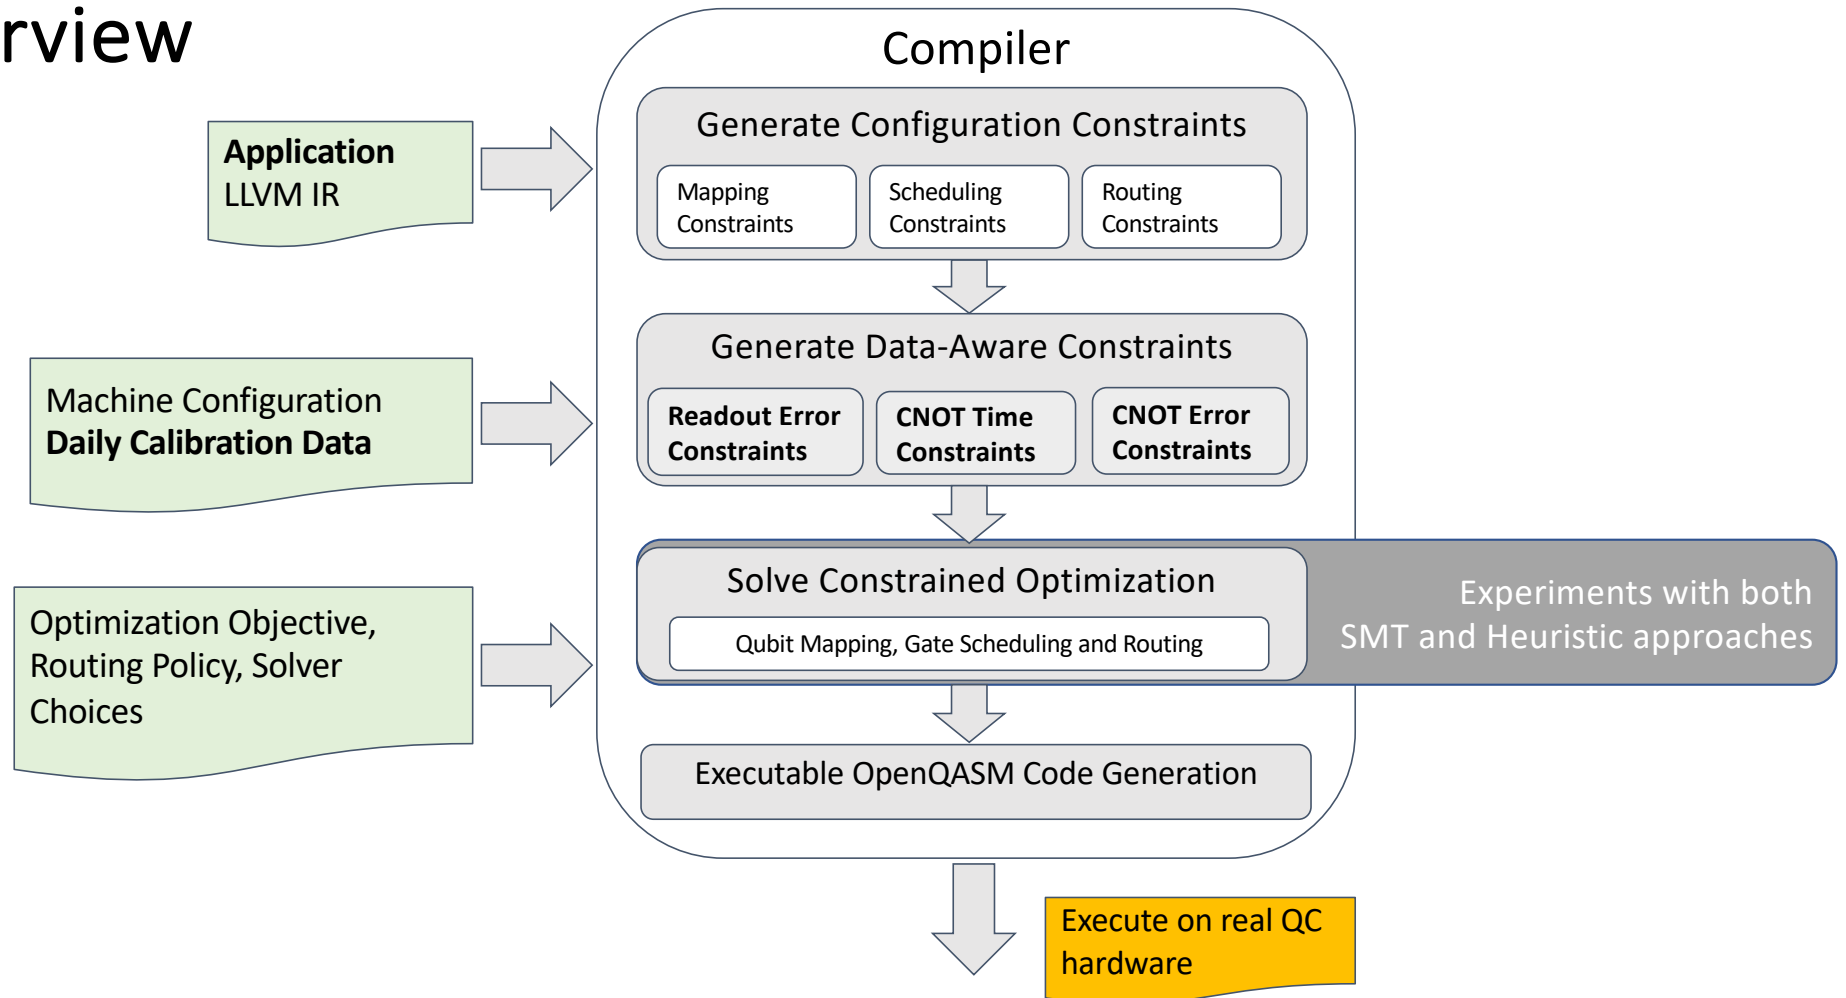 rview
Compiler
Application
LLVM IR
Generate Configuration Constraints
Mapping
Constraints
Scheduling
Constraints
Routing
Constraints
Machine Configuration
Daily Calibration Data
Generate Data-Aware Constraints
Readout Error
Constraints
CNOT Time
Constraints
CNOT Error
Constraints
Optimization Objective,
Routing Policy, Solver
Choices
Solve Constrained Optimization
Qubit Mapping, Gate Scheduling and Routing
Experiments with both
SMT and Heuristic approaches
Executable OpenQASM Code Generation
Execute on real QC
hardware